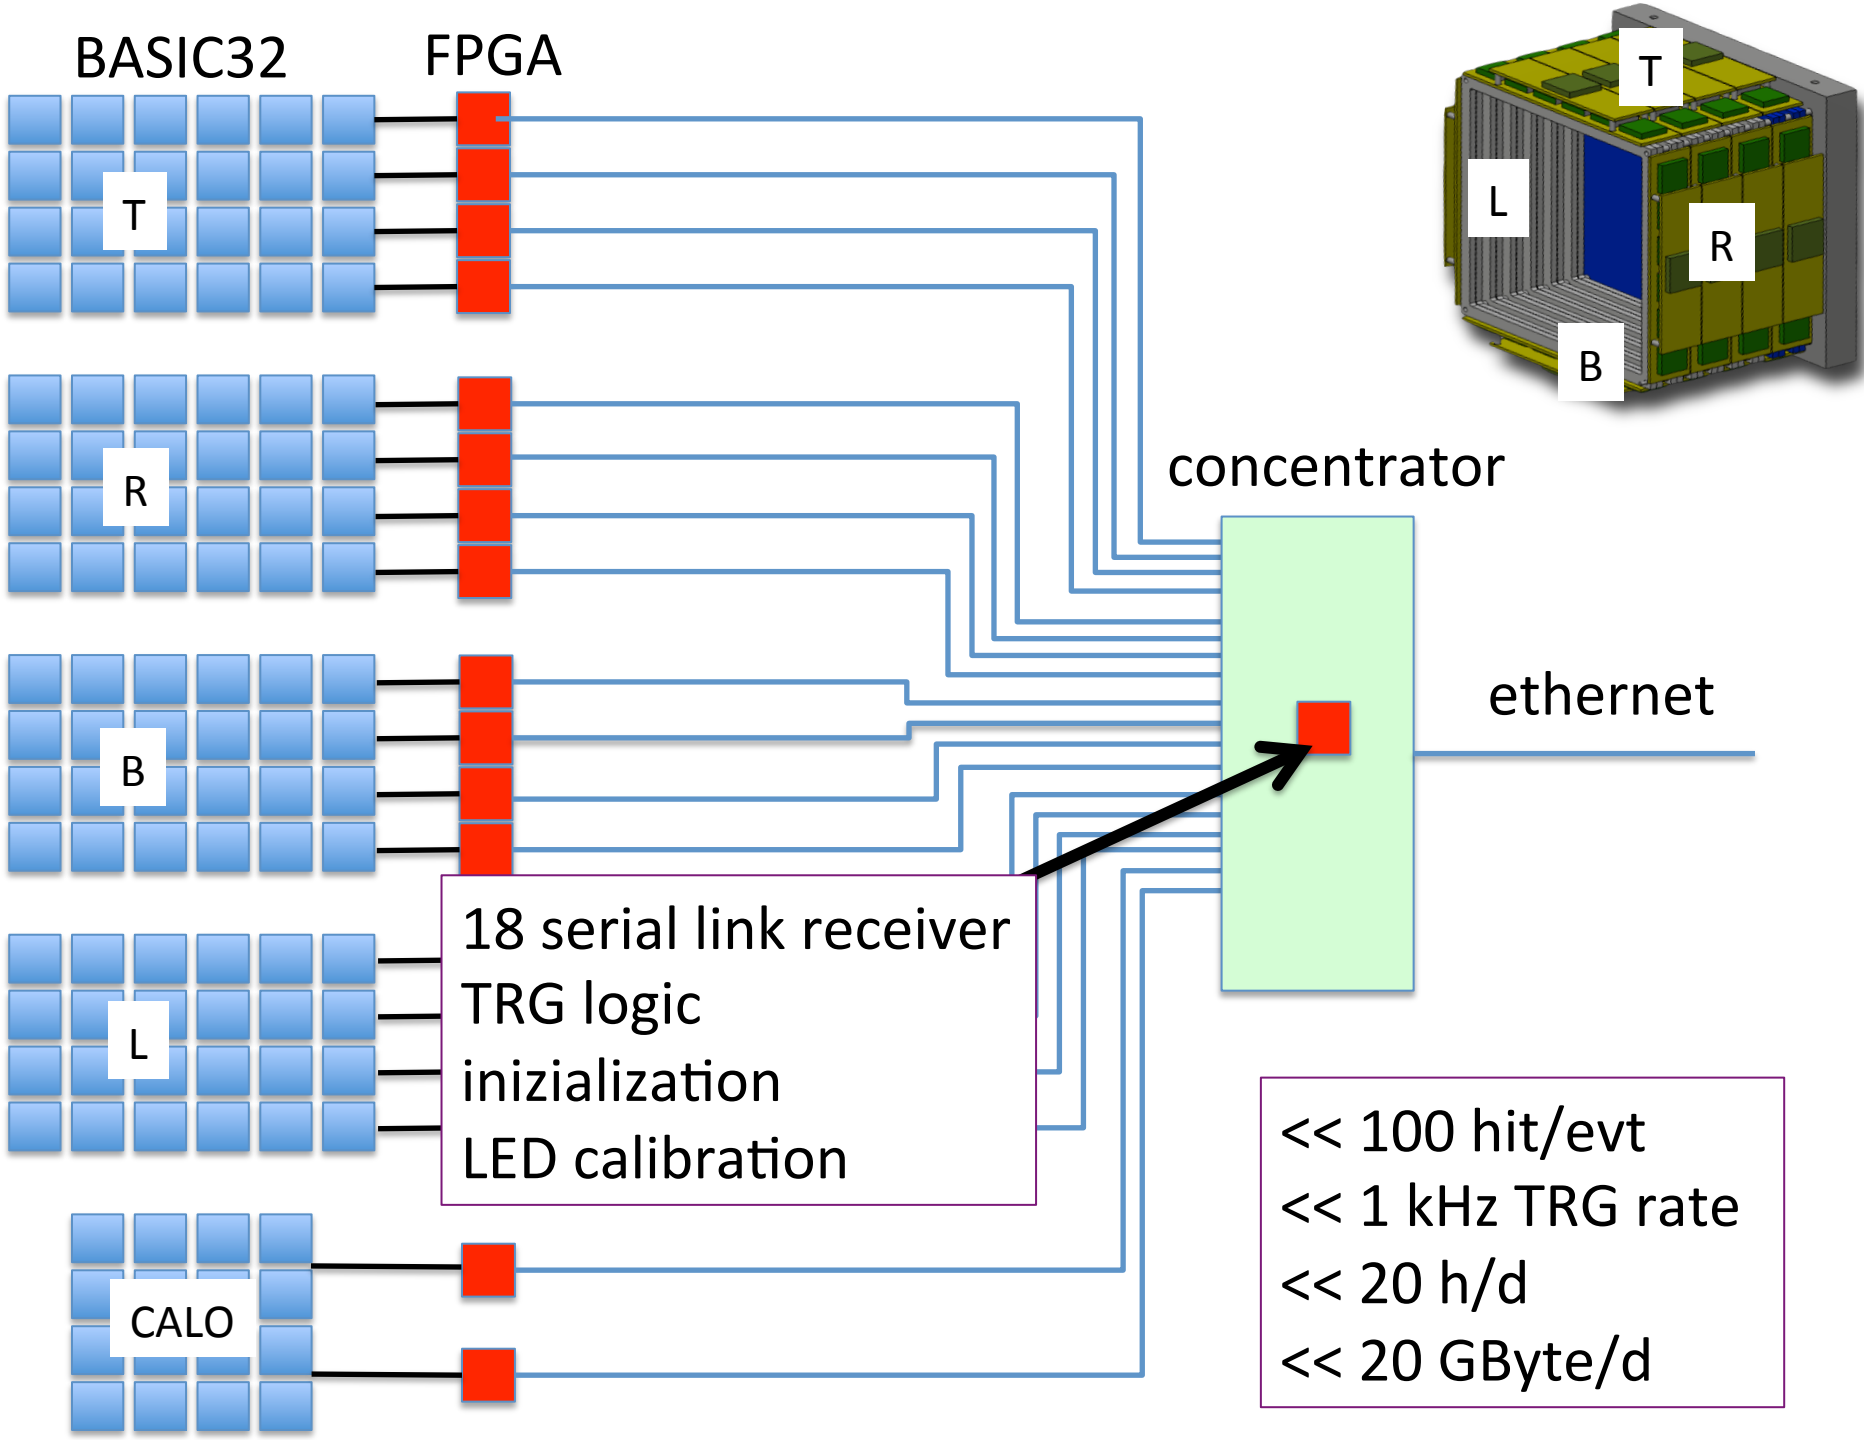 BASIC32
FPGA
T
T
L
R
B
R
concentrator
B
ethernet
L
18 serial link receiver
TRG logic
inizialization
LED calibration
CALO
<< 100 hit/evt
<< 1 kHz TRG rate
<< 20 h/d
<< 20 GByte/d